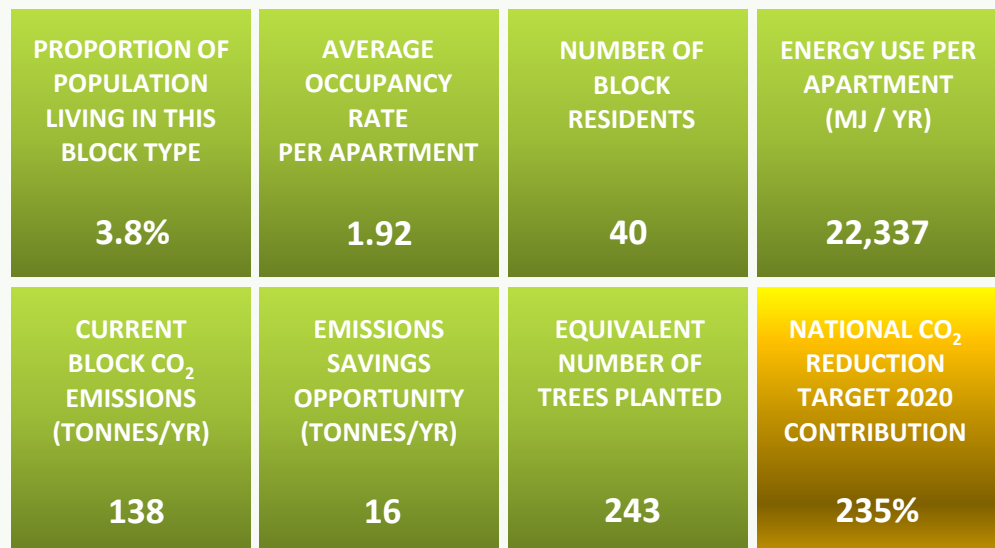 PROPORTION OF
POPULATION
LIVING IN THIS
BLOCK TYPE
3.8%
AVERAGE
OCCUPANCY
RATE
PER APARTMENT
1.92
NUMBER OF
BLOCK
RESIDENTS
40
ENERGY USE PER
APARTMENT
(MJ / YR)
22,337
CURRENT
BLOCK CO₂
EMISSIONS
(TONNES/YR)
138
EMISSIONS
SAVINGS
OPPORTUNITY
(TONNES/YR)
16
EQUIVALENT
NUMBER OF
TREES PLANTED
243
NATIONAL CO₂
REDUCTION
TARGET 2020
CONTRIBUTION
235%